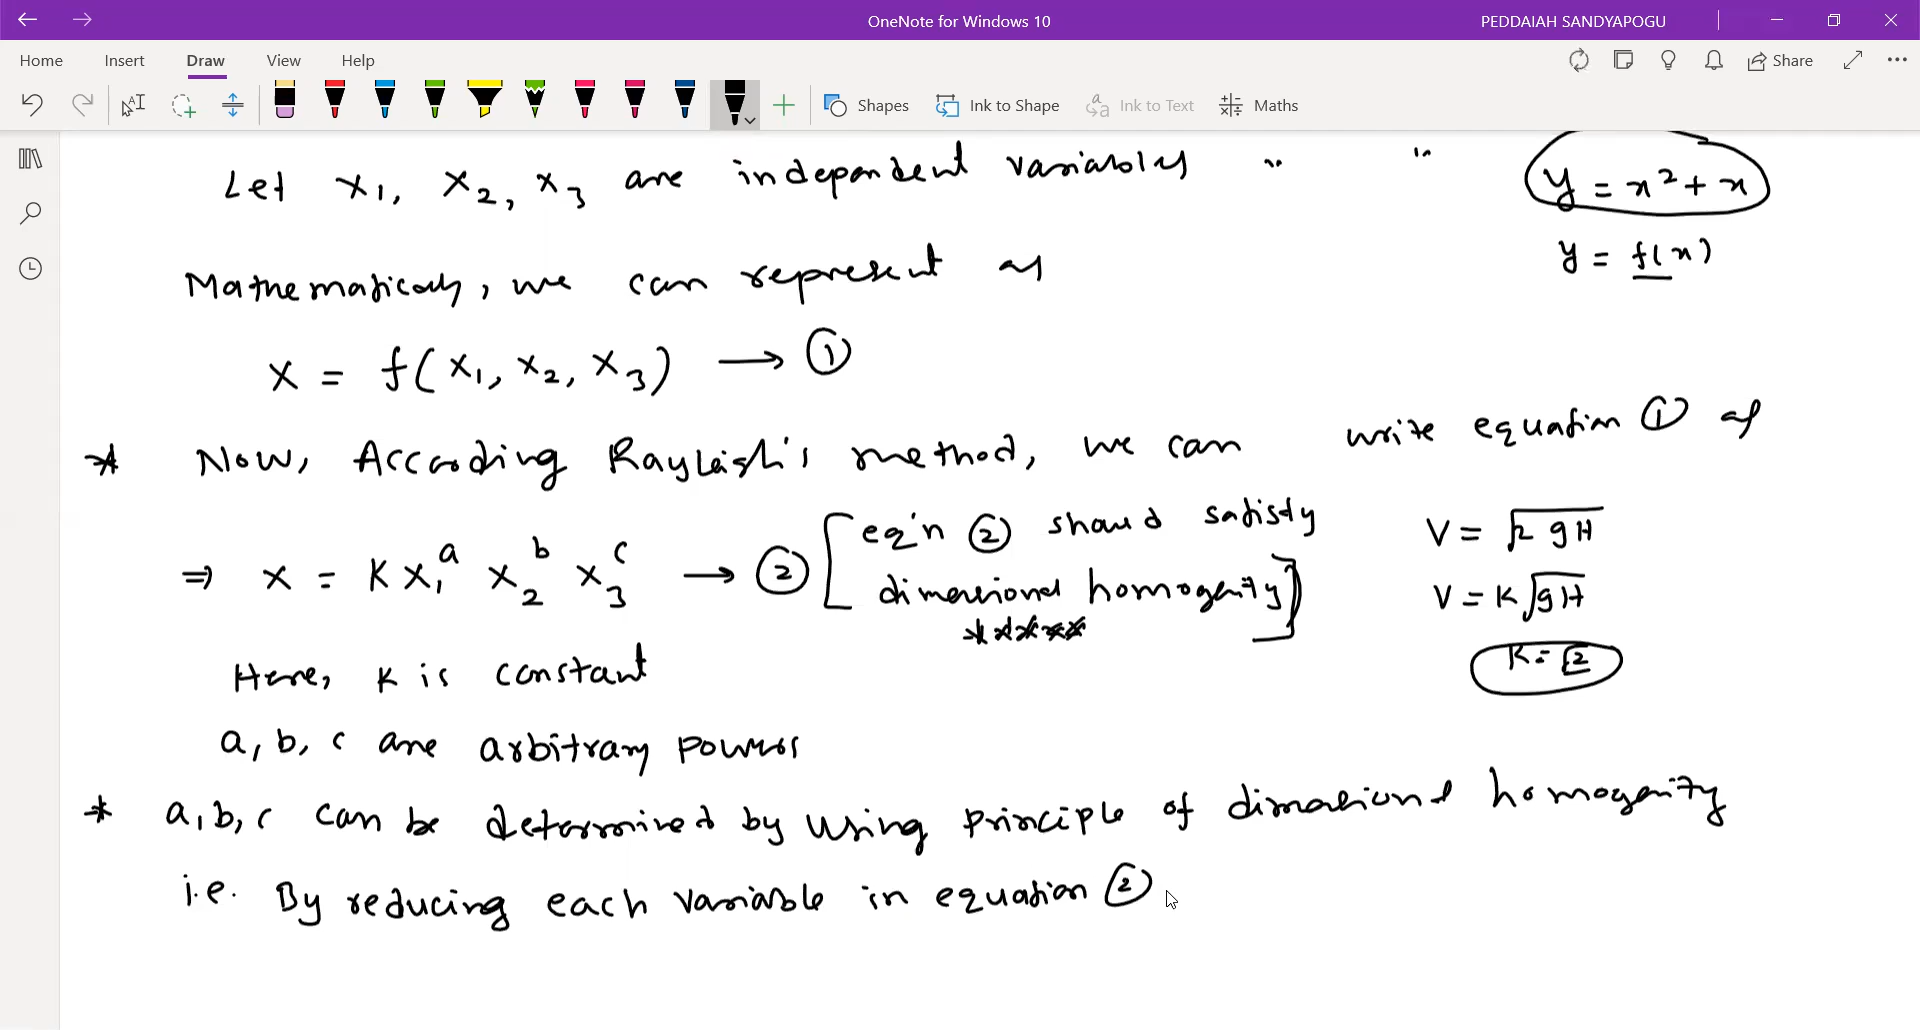 OneNote for Windows 10
PEDDAIAH SANDYAPOGU
Home Insert Draw View Help
Share
Shapes Ink to Shape Ink to Text Maths
Let x₁, x₂, x₃ are independent variables " "
y = x² + x
y = f(x)
Mathematicaly, we can represent as
X = f(x₁, x₂, x₃) → ①
* Now, According Rayleigh's method, we can write equation ① as
⇒ X = K x₁ᵃ x₂ᵇ x₃ᶜ → ② [eq'n ② should satisfy
dimensional homogenity]
*****
V = √2gH
V = K√gH
K = √2
Here, K is constant
a, b, c are arbitrary powers
* a, b, c can be determined by using principle of dimensional homogenity
i.e. By reducing each variable in equation ②